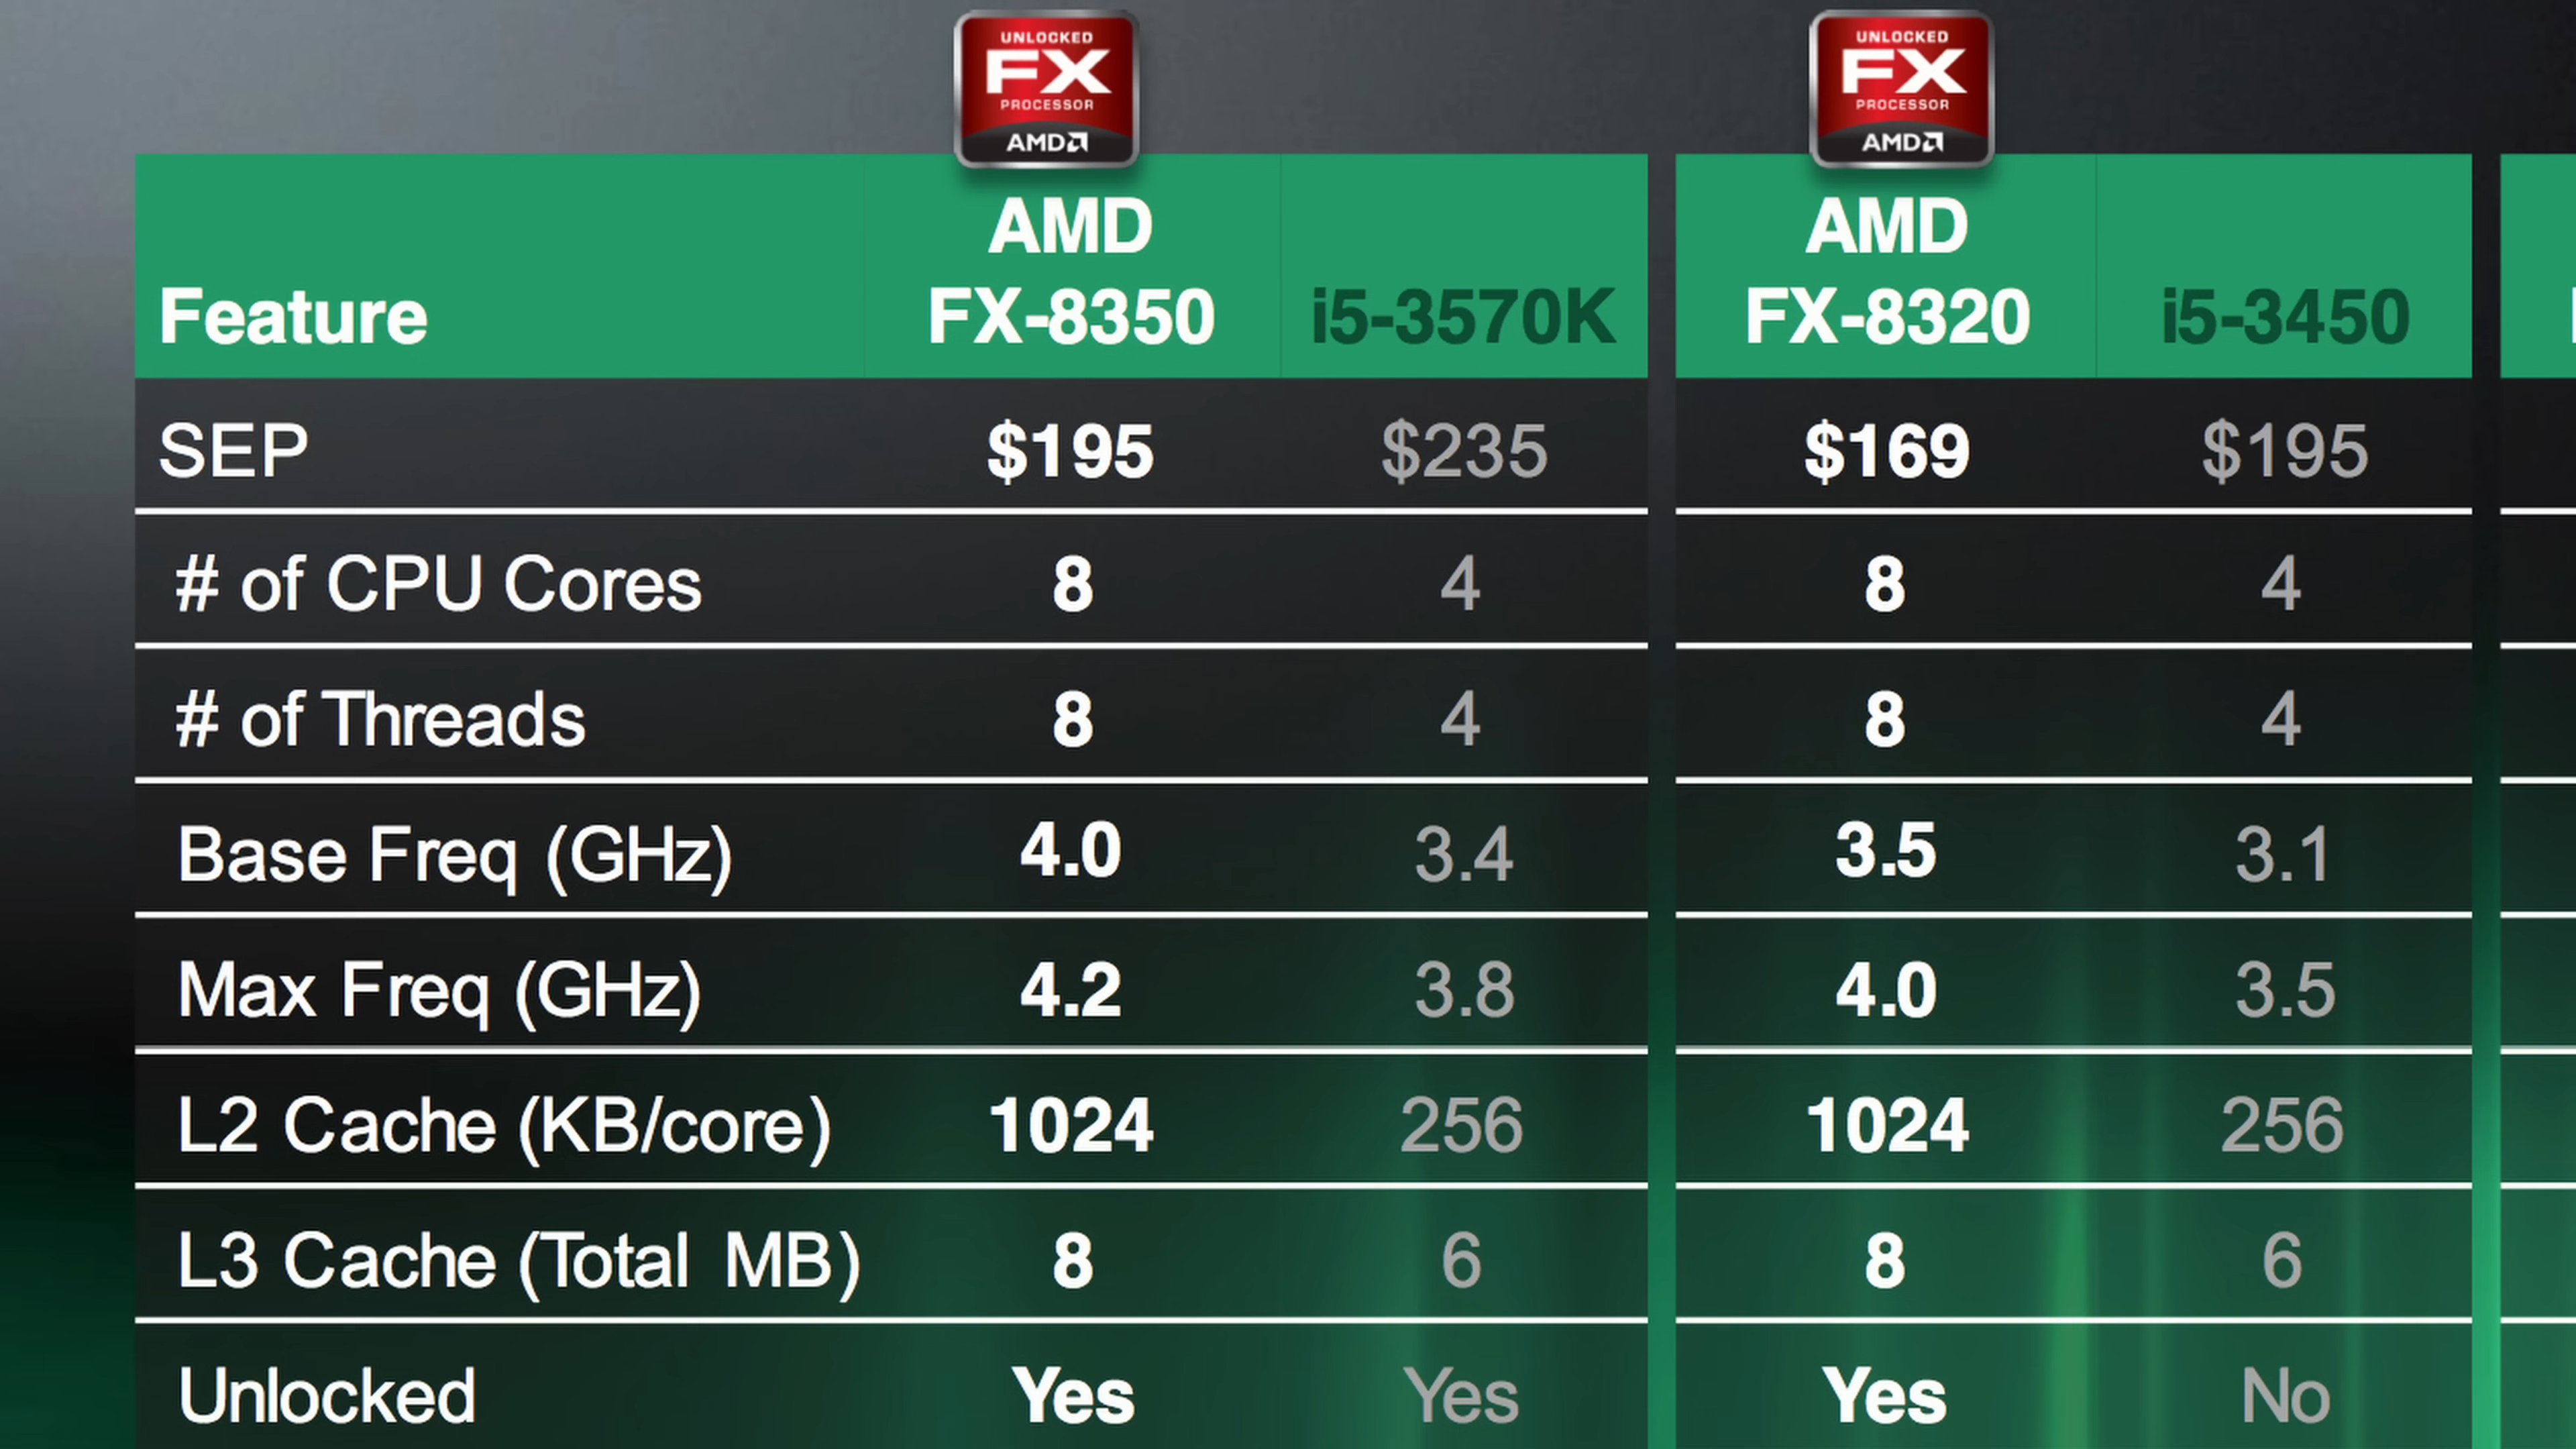 UNLOCKED
FX
PROCESSOR
AMD
UNLOCKED
FX
PROCESSOR
AMD
Feature AMD FX-8350 i5-3570K AMD FX-8320 i5-3450
SEP $195 $235 $169 $195
# of CPU Cores 8 4 8 4
# of Threads 8 4 8 4
Base Freq (GHz) 4.0 3.4 3.5 3.1
Max Freq (GHz) 4.2 3.8 4.0 3.5
L2 Cache (KB/core) 1024 256 1024 256
L3 Cache (Total MB) 8 6 8 6
Unlocked Yes Yes Yes No